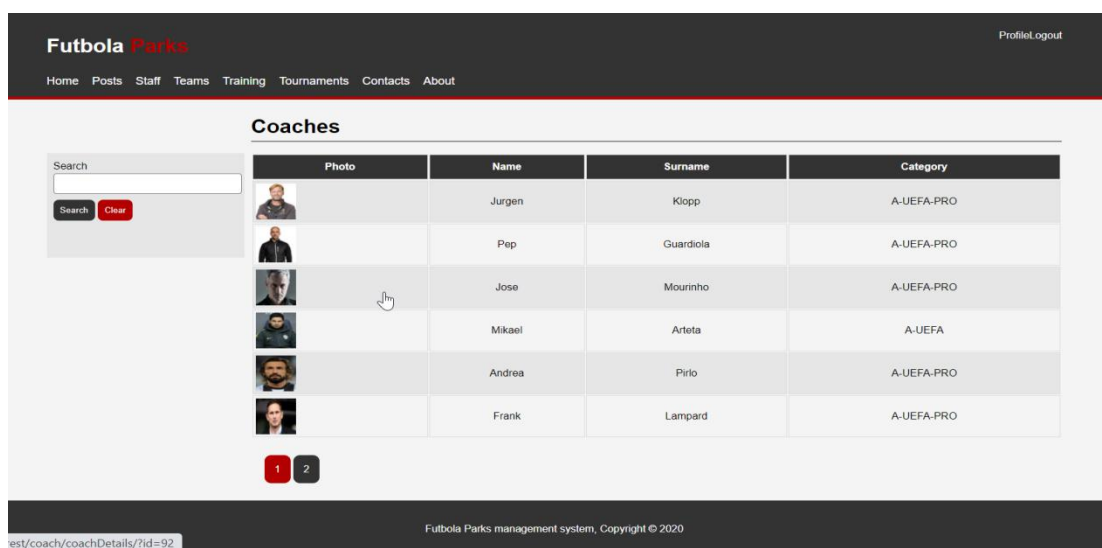 Futbola Parks
ProfileLogout
Home Posts Staff Teams Training Tournaments Contacts About
Coaches
Search
Search Clear
Photo Name Surname Category
Jurgen Klopp A-UEFA-PRO
Pep Guardiola A-UEFA-PRO
Jose Mourinho A-UEFA-PRO
Mikael Arteta A-UEFA
Andrea Pirlo A-UEFA-PRO
Frank Lampard A-UEFA-PRO
1 2
Futbola Parks management system, Copyright © 2020
est/coach/coachDetails/?id=92